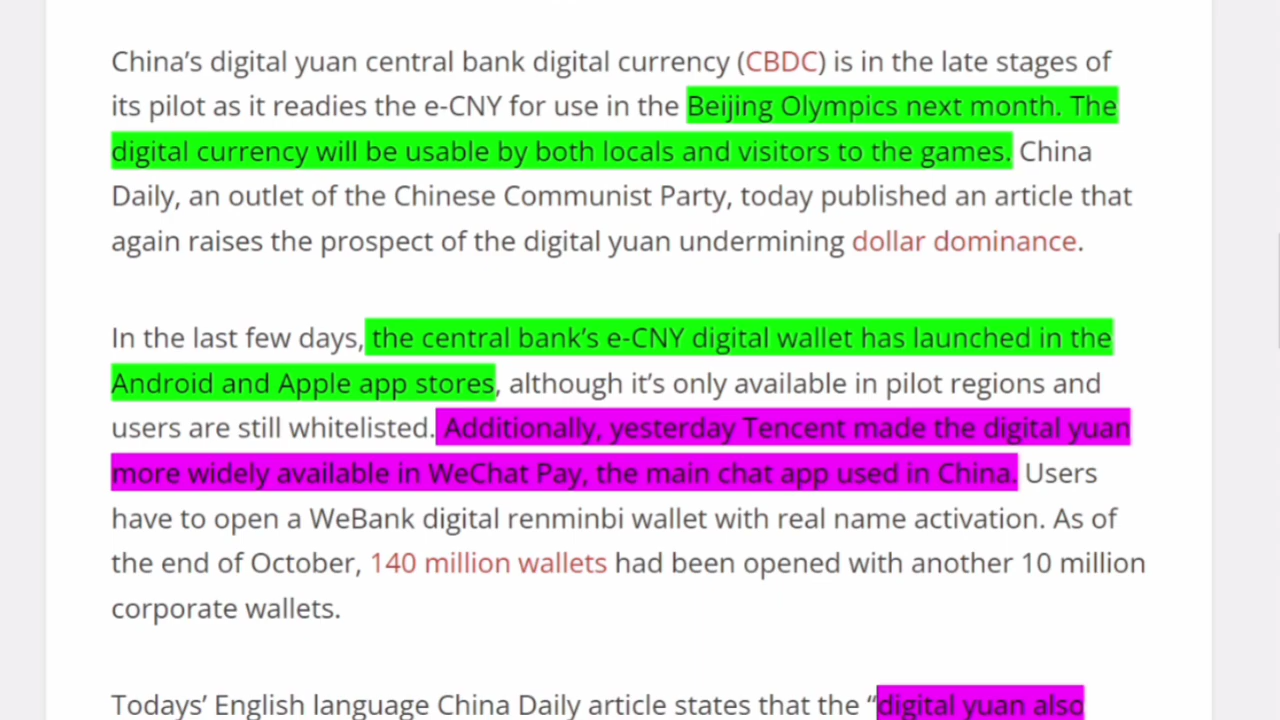 China’s digital yuan central bank digital currency (CBDC) is in the late stages of
its pilot as it readies the e-CNY for use in the Beijing Olympics next month. The
digital currency will be usable by both locals and visitors to the games. China
Daily, an outlet of the Chinese Communist Party, today published an article that
again raises the prospect of the digital yuan undermining dollar dominance.
In the last few days, the central bank’s e-CNY digital wallet has launched in the
Android and Apple app stores, although it’s only available in pilot regions and
users are still whitelisted. Additionally, yesterday Tencent made the digital yuan
more widely available in WeChat Pay, the main chat app used in China. Users
have to open a WeBank digital renminbi wallet with real name activation. As of
the end of October, 140 million wallets had been opened with another 10 million
corporate wallets.
Todays’ English language China Daily article states that the “digital yuan also